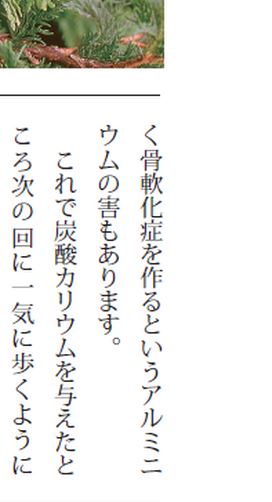 く骨軟化症を作るというアルミニ
ウムの害もあります。
これで炭酸カリウムを与えたと
ころ次の回に一気に歩くように